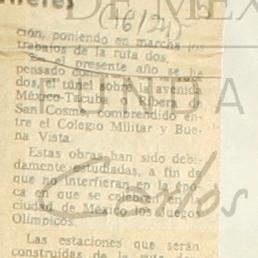 (16/21)
ción, poniendo en marcha los
trabajos de la ruta dos.
En el presente año se ha
pensado
dos, el túnel sobre la avenida
México-Tacuba o Ribera de
San Cosme, comprendido en-
tre el Colegio Militar y Bue-
na Vista.
Estas obras han sido debi-
damente estudiadas, a fin de
que no interfieran en la épo-
ca en que se celebren en la
ciudad de México los Juegos
Olímpicos.
Carlos
Las estaciones que serán
construidas de la ruta dos